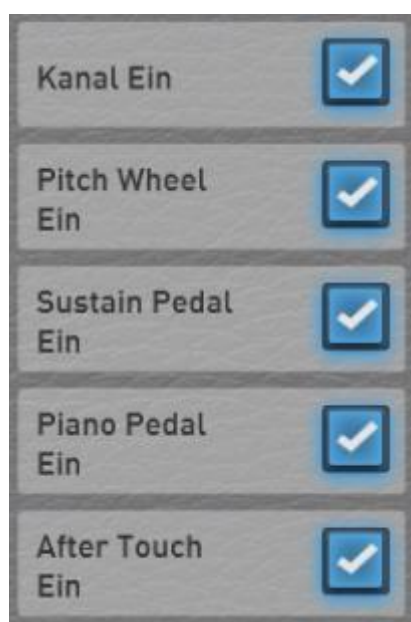 Kanal Ein
Pitch Wheel
Ein
Sustain Pedal
Ein
Piano Pedal
Ein
After Touch
Ein